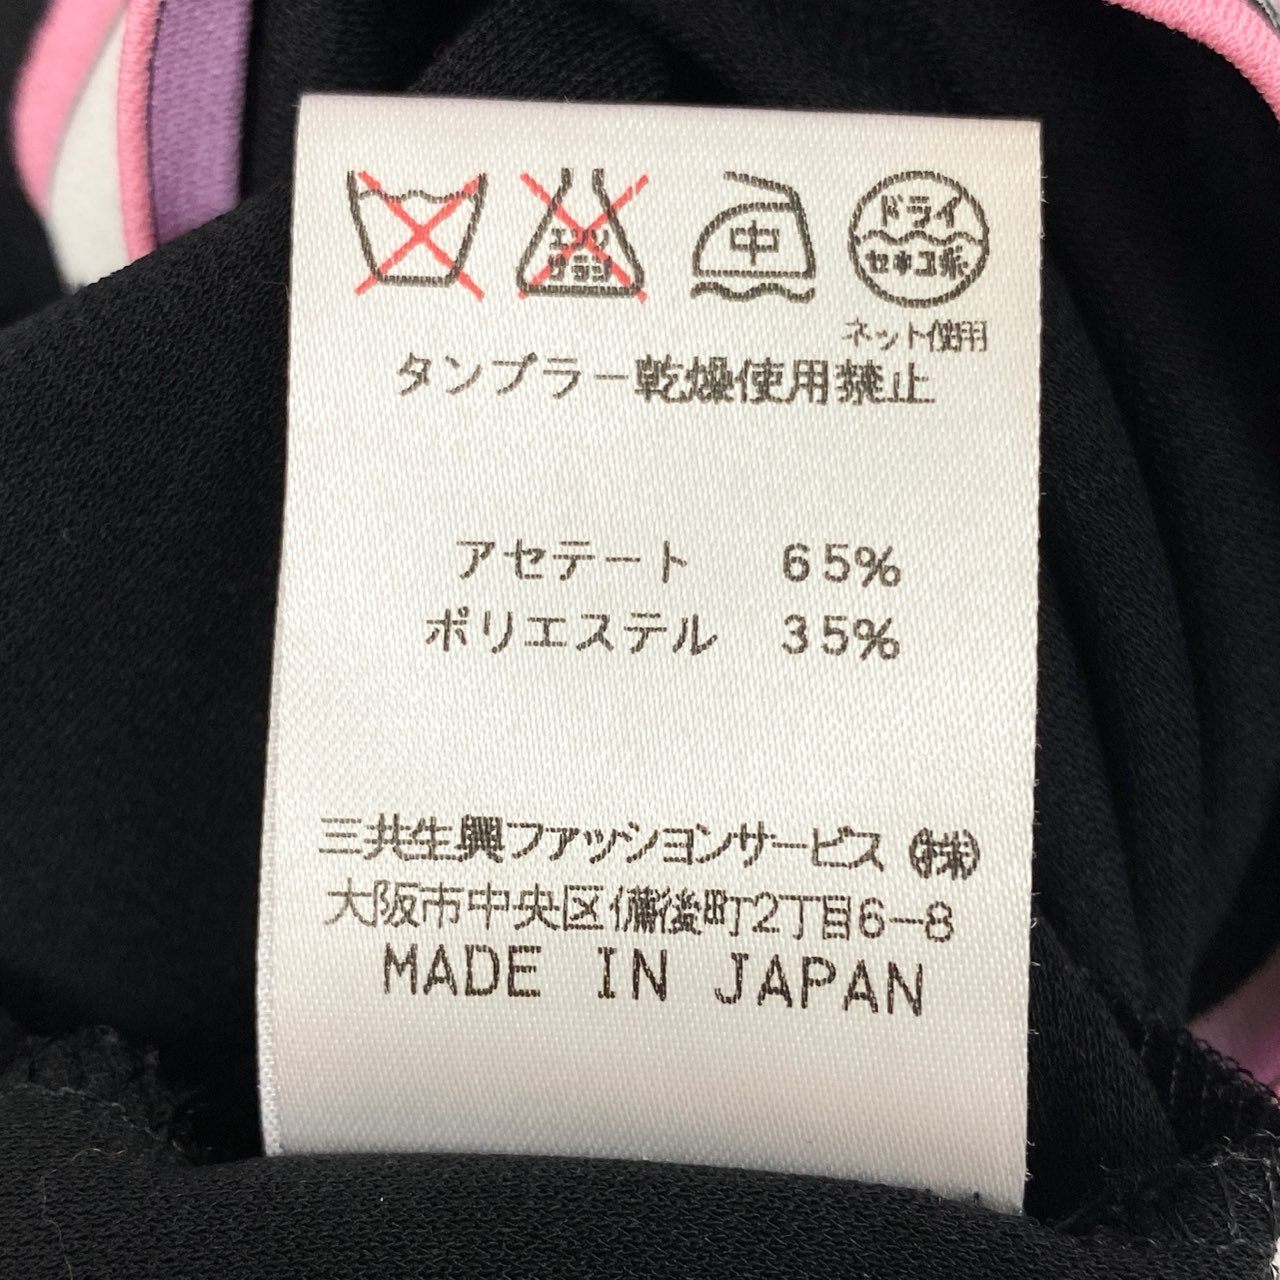 エンソ サラシ
中
ドライ
セキユ系
ネット使用
タンブラー乾燥使用禁止
アセテート 65%
ポリエステル 35%
三共生興ファッションサービス㈱
大阪市中央区備後町2丁目6-8
MADE IN JAPAN